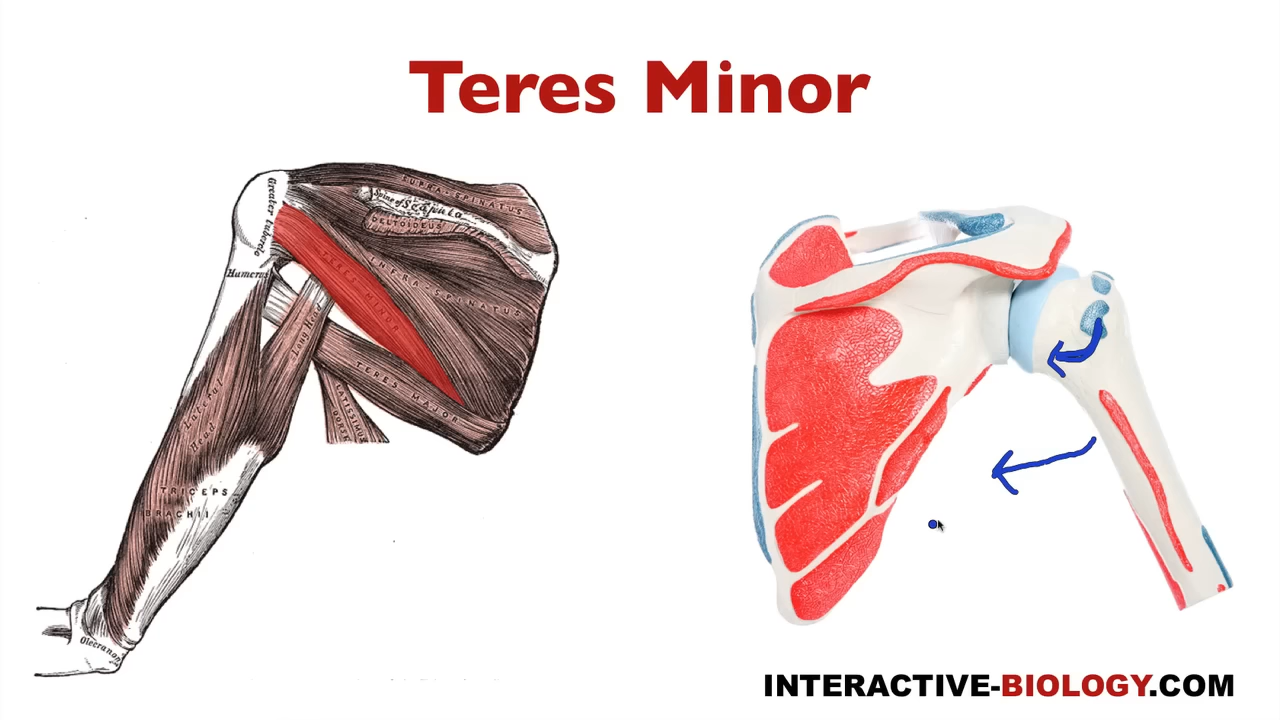 Teres Minor
SUPRA-SPINATUS
Spine of Scapula
DELTOIDEUS
Greater tubercle
Humerus
INFRA-SPINATUS
TERES MINOR
Long Head
TERES MAJOR
LATISSIMUS
DORSI
Lateral
Head
TRICEPS
BRACHII
Olecranon
INTERACTIVE-BIOLOGY.COM